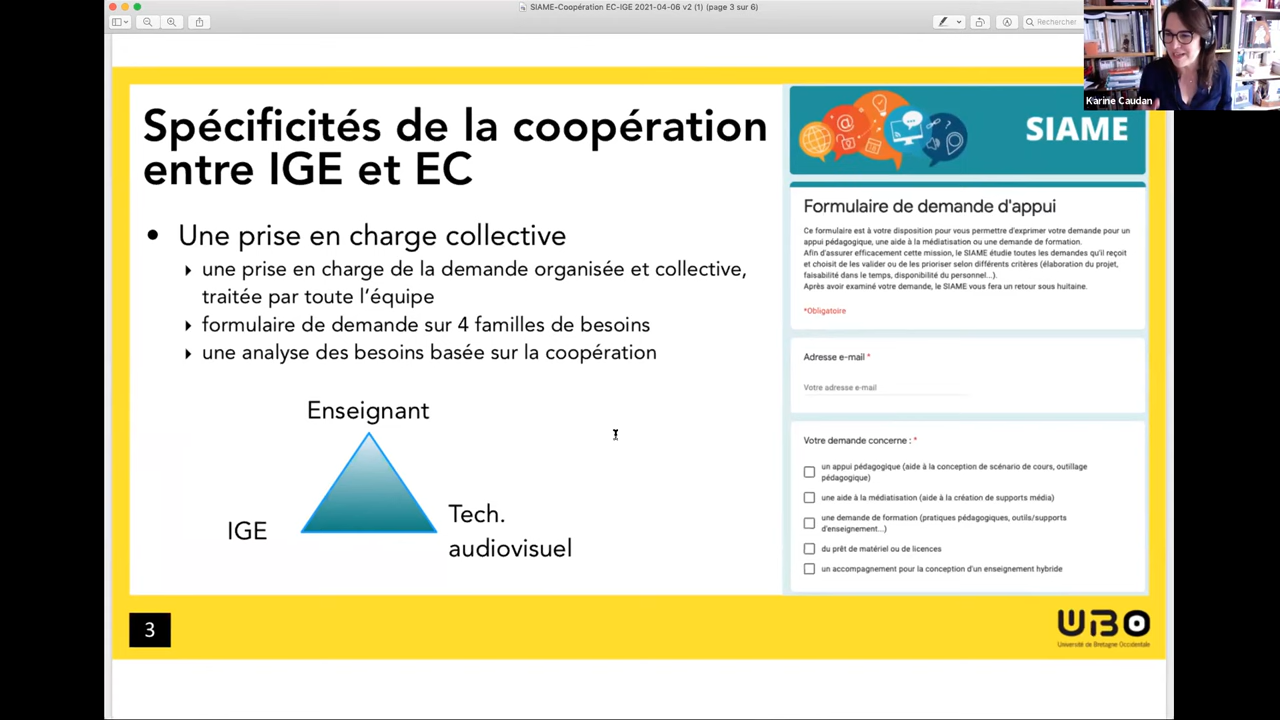 SIAME-Coopération EC-IGE 2021-04-06 v2 (1) (page 3 sur 6)
Rechercher
Karine Caudan
Spécificités de la coopération
entre IGE et EC
• Une prise en charge collective
une prise en charge de la demande organisée et collective,
traitée par toute l'équipe
formulaire de demande sur 4 familles de besoins
une analyse des besoins basée sur la coopération
Enseignant
IGE
Tech.
audiovisuel
SIAME
Formulaire de demande d'appui
Ce formulaire est à votre disposition pour vous permettre d'exprimer votre demande pour un
appui pédagogique, une aide à la médiatisation ou une demande de formation.
Afin d'assurer efficacement cette mission, le SIAME étudie toutes les demandes qu'il reçoit
et choisit de les valider ou de les prioriser selon différents critères (élaboration du projet,
faisabilité dans le temps, disponibilité du personnel...).
Après avoir examiné votre demande, le SIAME vous fera un retour sous huitaine.
*Obligatoire
Adresse e-mail *
Votre adresse e-mail
Votre demande concerne : *
un appui pédagogique (aide à la conception de scénario de cours, outillage
pédagogique)
une aide à la médiatisation (aide à la création de supports média)
une demande de formation (pratiques pédagogiques, outils/supports
d'enseignement...)
du prêt de matériel ou de licences
un accompagnement pour la conception d'un enseignement hybride
3
UBO
Université de Bretagne Occidentale